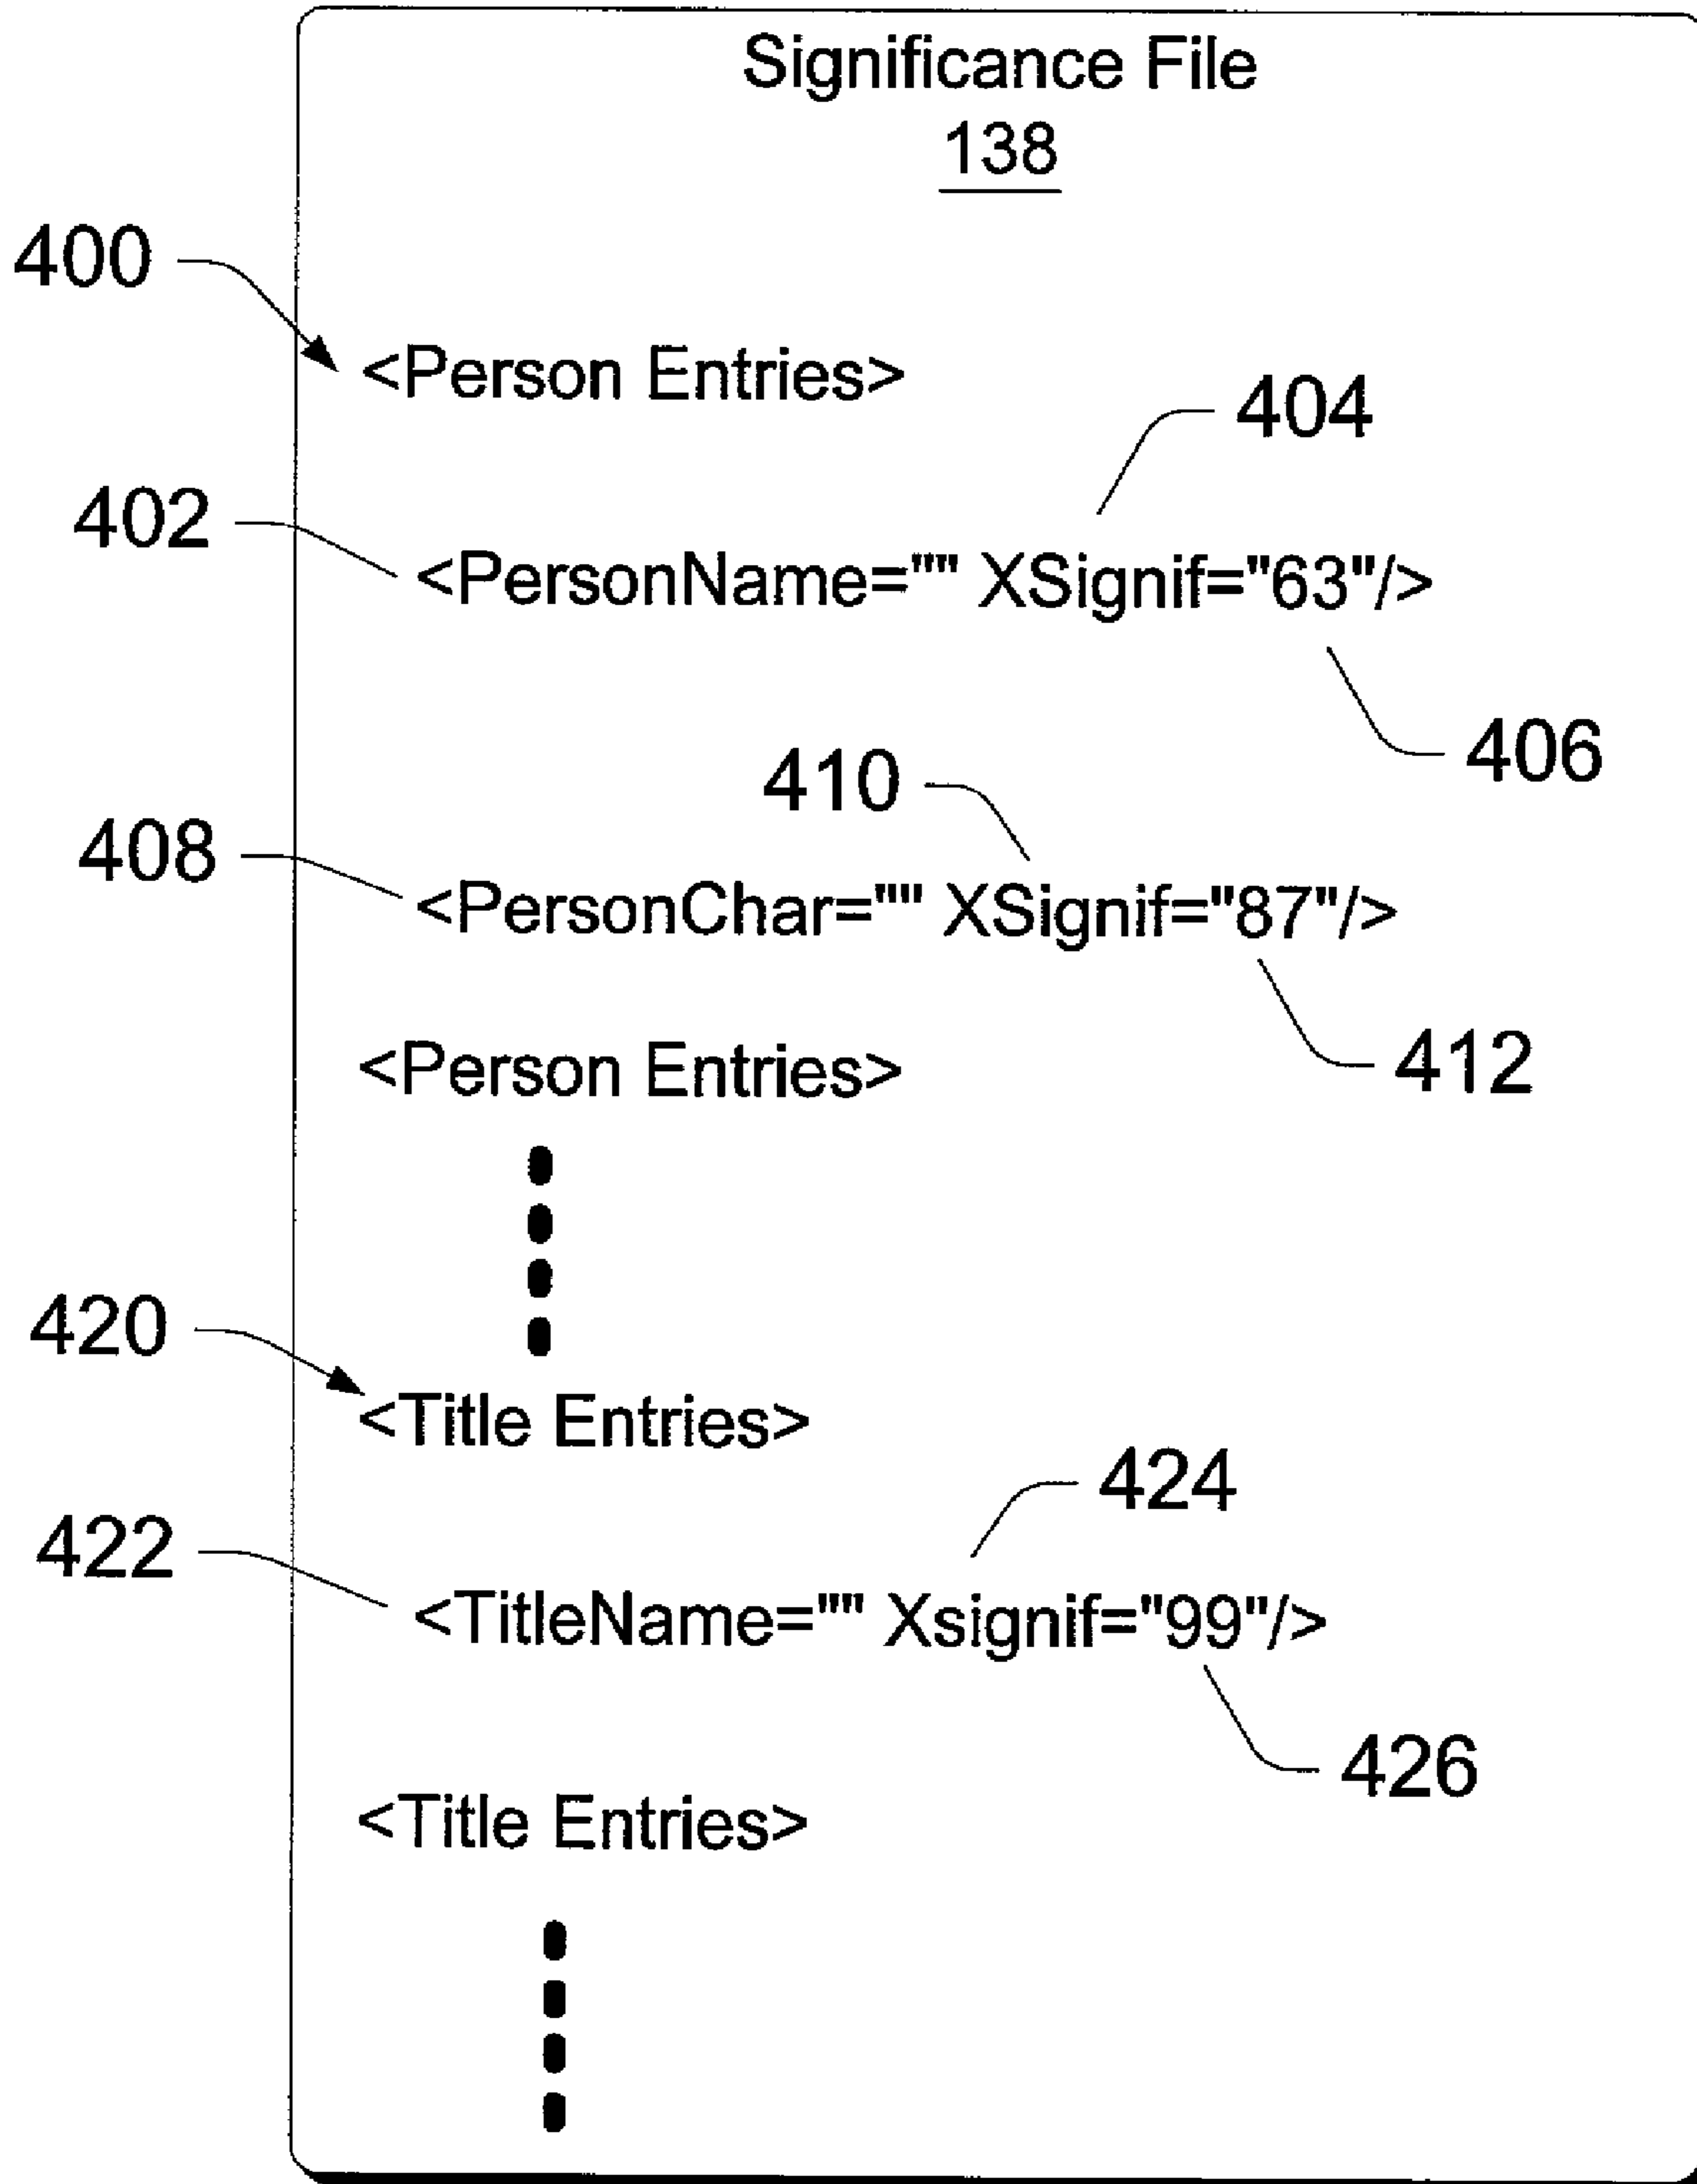 Significance File
138
400
<Person Entries>
404
402
<PersonName="" XSignif="63"/>
406
410
408
<PersonChar="" XSignif="87"/>
412
<Person Entries>
420
<Title Entries>
424
422
<TitleName="" Xsignif="99"/>
426
<Title Entries>